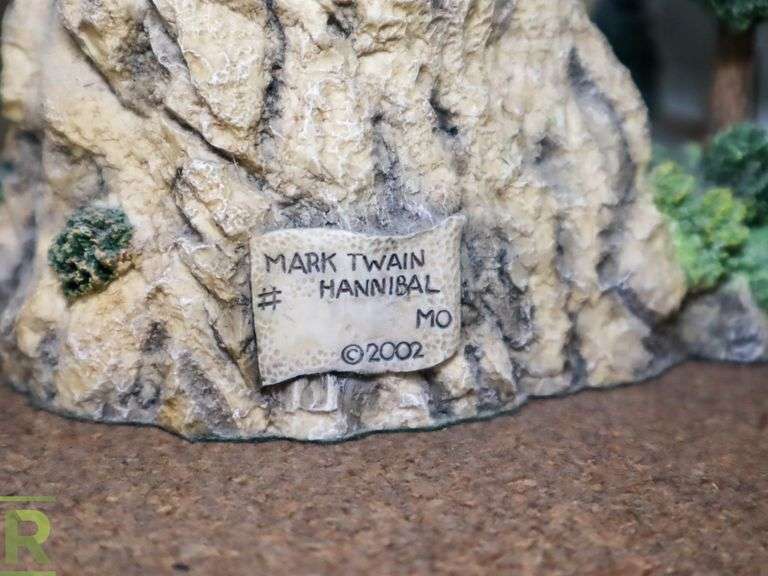 MARK TWAIN
# HANNIBAL
MO
©2002
R